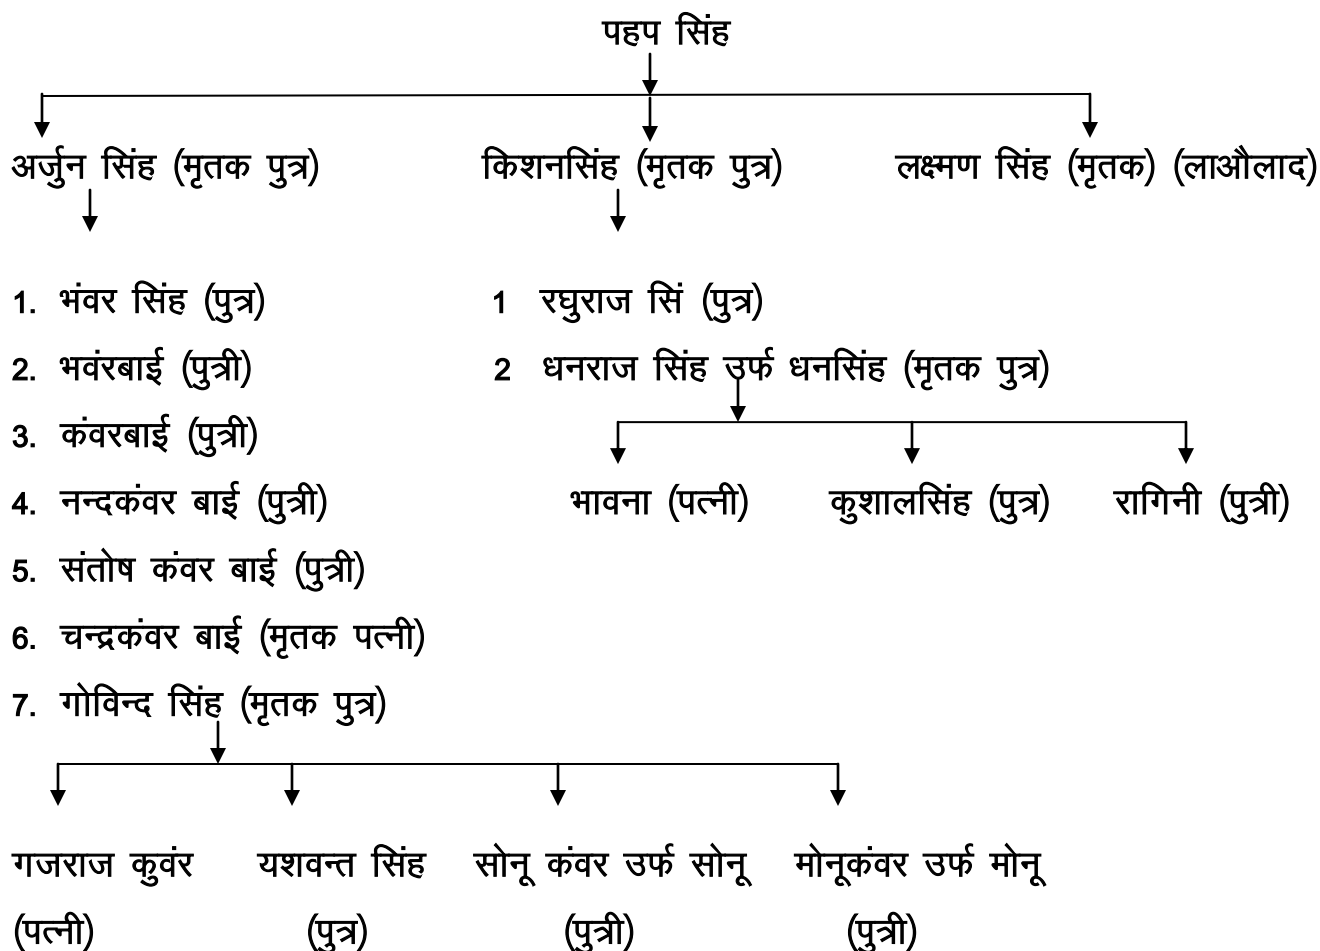 पहप सिंह
अर्जुन सिंह (मृतक पुत्र) किशनसिंह (मृतक पुत्र) लक्ष्मण सिंह (मृतक) (लाऔलाद)
1. भंवर सिंह (पुत्र) 1 रघुराज सिं (पुत्र)
2. भवंरबाई (पुत्री) 2 धनराज सिंह उर्फ धनसिंह (मृतक पुत्र)
3. कंवरबाई (पुत्री)
4. नन्दकंवर बाई (पुत्री) भावना (पत्नी) कुशालसिंह (पुत्र) रागिनी (पुत्री)
5. संतोष कंवर बाई (पुत्री)
6. चन्द्रकंवर बाई (मृतक पत्नी)
7. गोविन्द सिंह (मृतक पुत्र)
गजराज कुवंर यशवन्त सिंह सोनू कंवर उर्फ सोनू मोनूकंवर उर्फ मोनू
(पत्नी) (पुत्र) (पुत्री) (पुत्री)